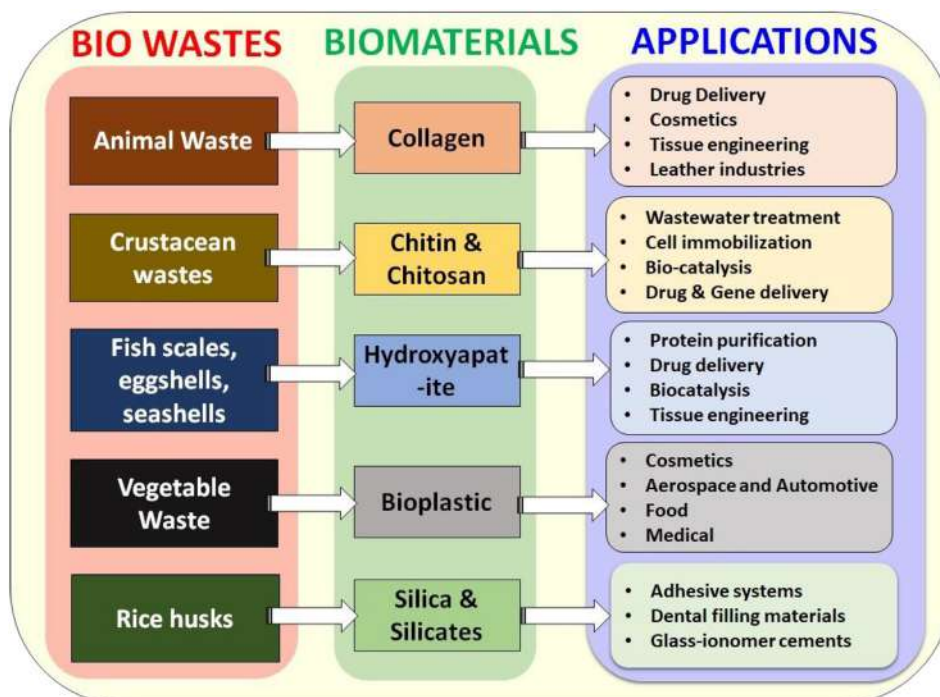 BIO WASTES
BIOMATERIALS
APPLICATIONS
Animal Waste
Collagen
• Drug Delivery
• Cosmetics
• Tissue engineering
• Leather industries
Crustacean
wastes
Chitin &
Chitosan
• Wastewater treatment
• Cell immobilization
• Bio-catalysis
• Drug & Gene delivery
Fish scales,
eggshells,
seashells
Hydroxyapat
-ite
• Protein purification
• Drug delivery
• Biocatalysis
• Tissue engineering
Vegetable
Waste
Bioplastic
• Cosmetics
• Aerospace and Automotive
• Food
• Medical
Rice husks
Silica &
Silicates
• Adhesive systems
• Dental filling materials
• Glass-ionomer cements